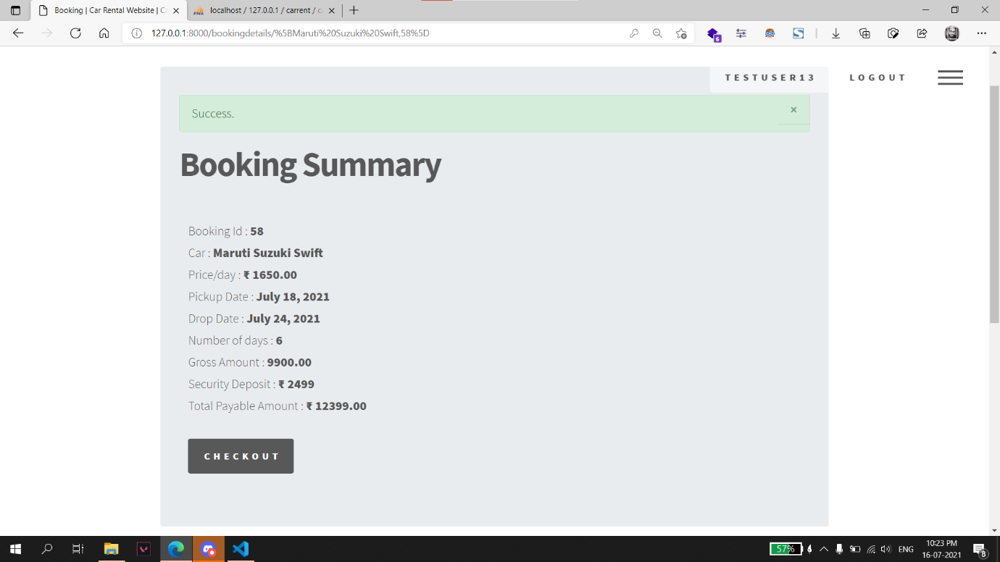 Booking | Car Rental Website | C
localhost / 127.0.0.1 / carrent / c
127.0.0.1:8000/bookingdetails/%5BMaruti%20Suzuki%20Swift,58%5D
6
TESTUSER13
LOGOUT
Success.
×
Booking Summary
Booking Id : 58
Car : Maruti Suzuki Swift
Price/day : ₹ 1650.00
Pickup Date : July 18, 2021
Drop Date : July 24, 2021
Number of days : 6
Gross Amount : 9900.00
Security Deposit : ₹ 2499
Total Payable Amount : ₹ 12399.00
CHECKOUT
57%
ENG
10:23 PM
16-07-2021
8